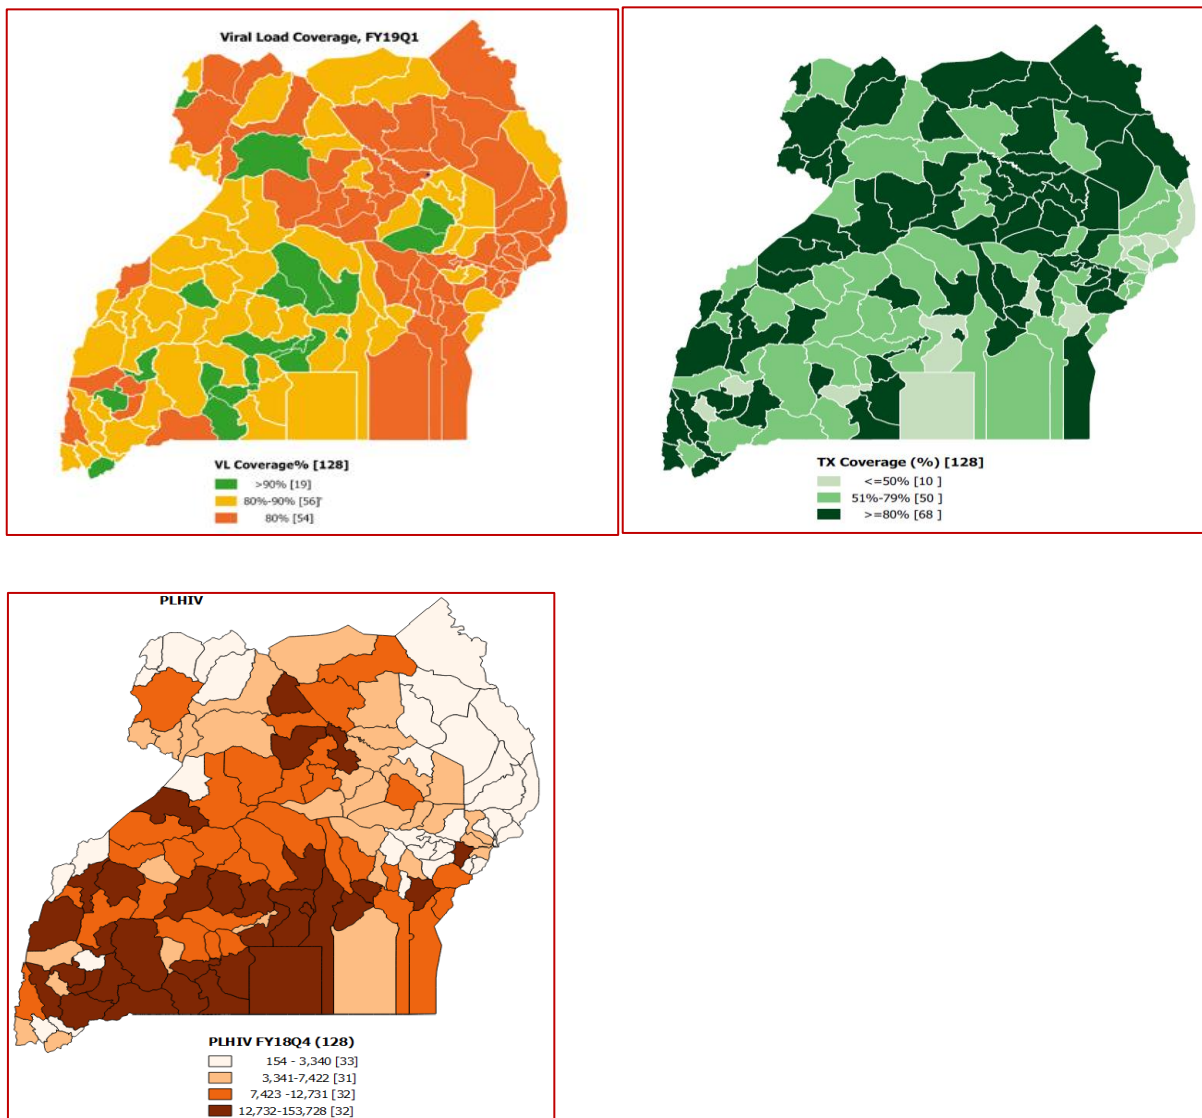 Viral Load Coverage, FY19Q1
VL Coverage% [128]
>90% [19]
80%-90% [56]'
80% [54]
TX Coverage (%) [128]
<=50% [10 ]
51%-79% [50 ]
>=80% [68 ]
PLHIV
PLHIV FY18Q4 (128)
154 - 3,340 [33]
3,341-7,422 [31]
7,423 -12,731 [32]
12,732-153,728 [32]